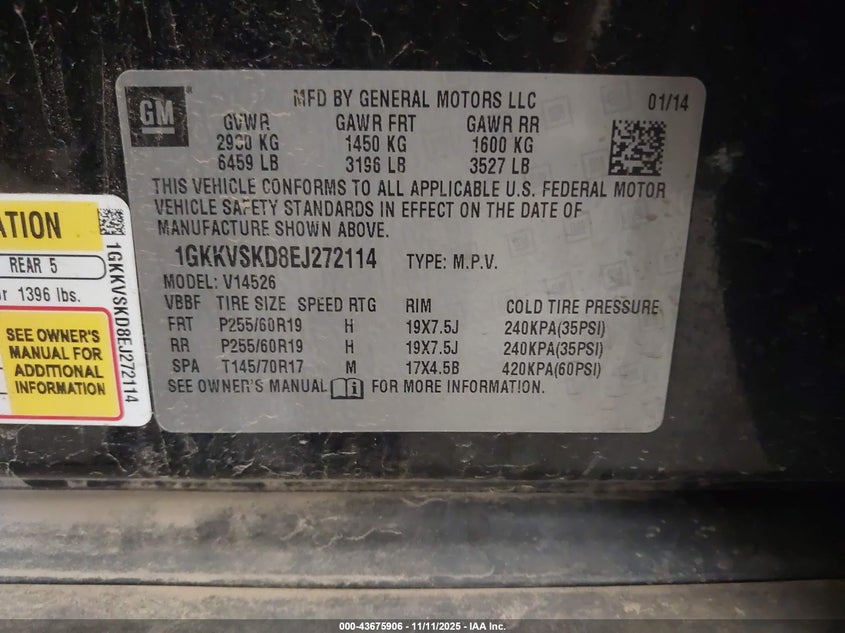 GM
MFD BY GENERAL MOTORS LLC 01/14
GVWR GAWR FRT GAWR RR
2930 KG 1450 KG 1600 KG
6459 LB 3196 LB 3527 LB
THIS VEHICLE CONFORMS TO ALL APPLICABLE U.S. FEDERAL MOTOR
VEHICLE SAFETY STANDARDS IN EFFECT ON THE DATE OF
MANUFACTURE SHOWN ABOVE.
1GKKVSKD8EJ272114 TYPE: M.P.V.
MODEL: V14526
VBBF TIRE SIZE SPEED RTG RIM COLD TIRE PRESSURE
FRT P255/60R19 H 19X7.5J 240KPA(35PSI)
RR P255/60R19 H 19X7.5J 240KPA(35PSI)
SPA T145/70R17 M 17X4.5B 420KPA(60PSI)
SEE OWNER'S MANUAL FOR MORE INFORMATION.
ATION
REAR 5
r 1396 lbs.
SEE OWNER'S
MANUAL FOR
ADDITIONAL
INFORMATION
1GKKVSKD8EJ272114
000-43675906 - 11/11/2025 - IAA Inc.